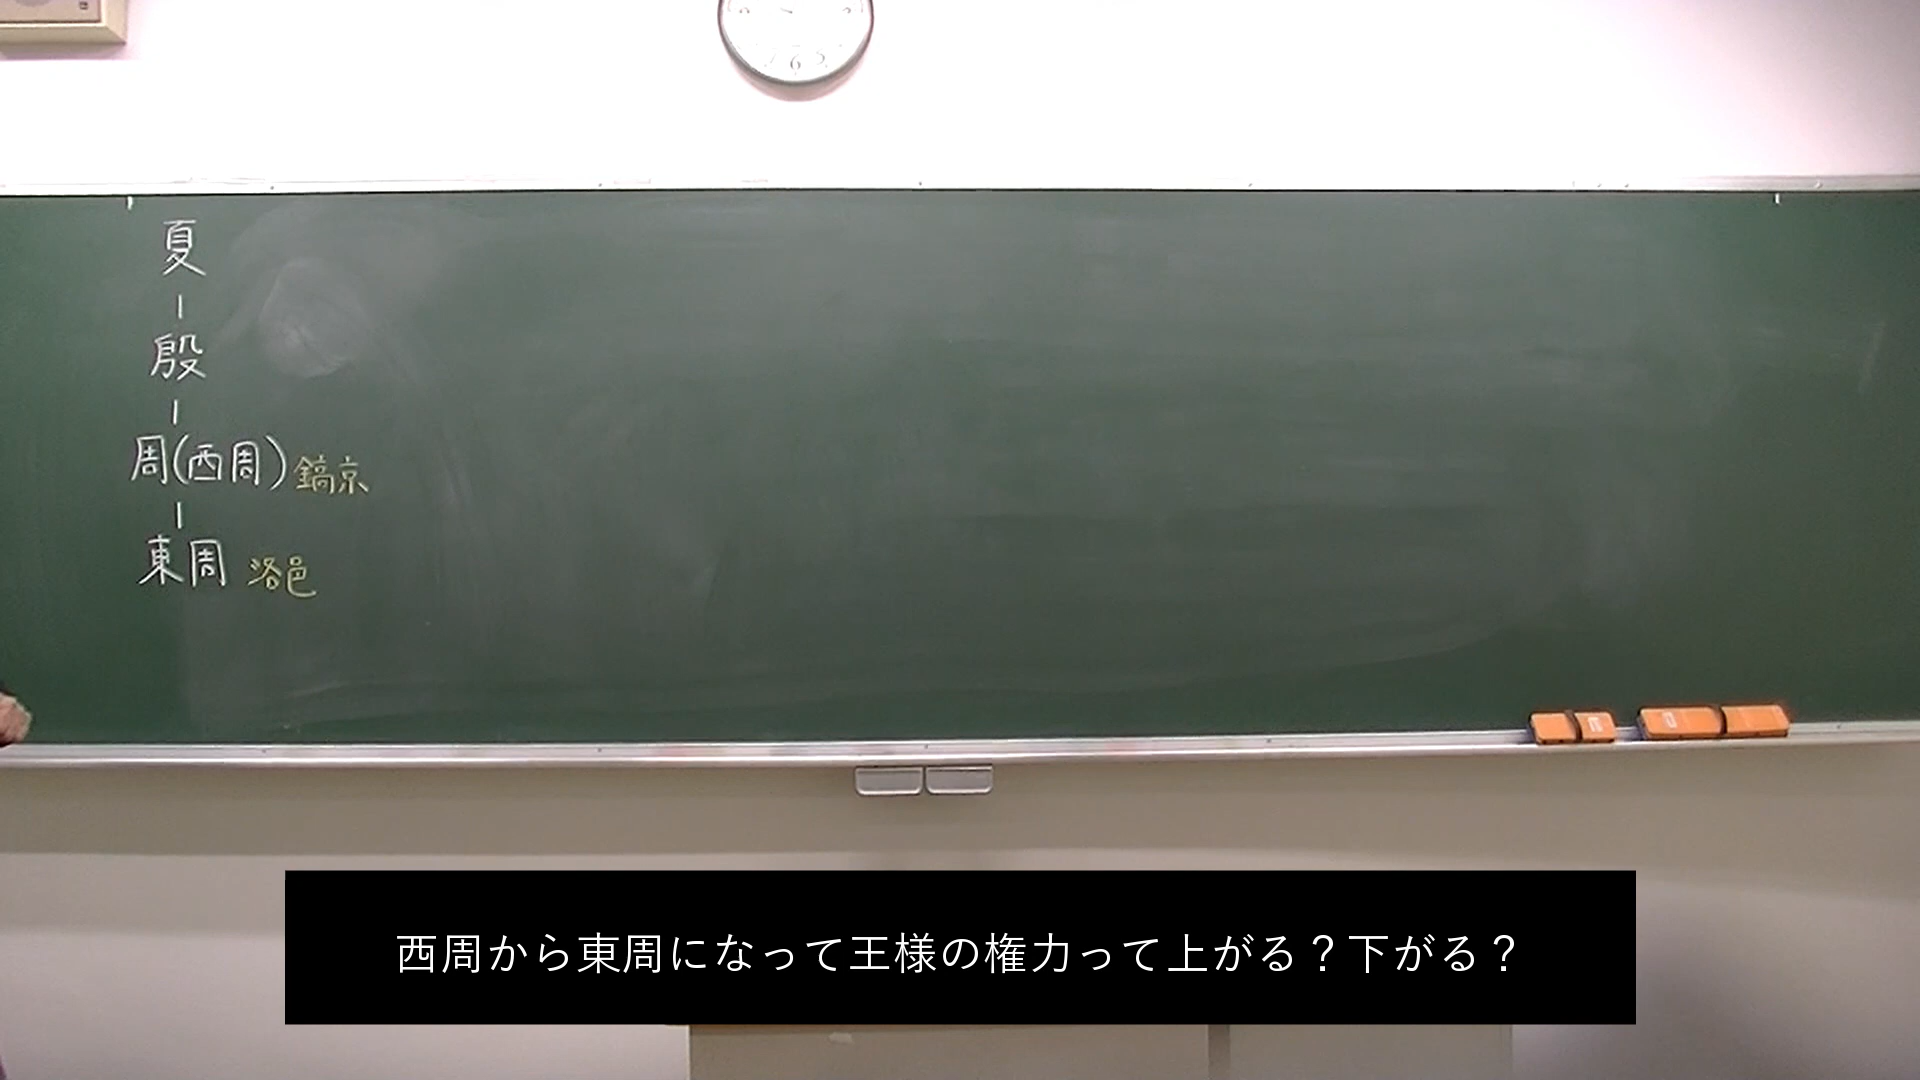 夏
殷
周(西周)鎬京
東周 洛邑
西周から東周になって王様の権力って上がる？下がる？